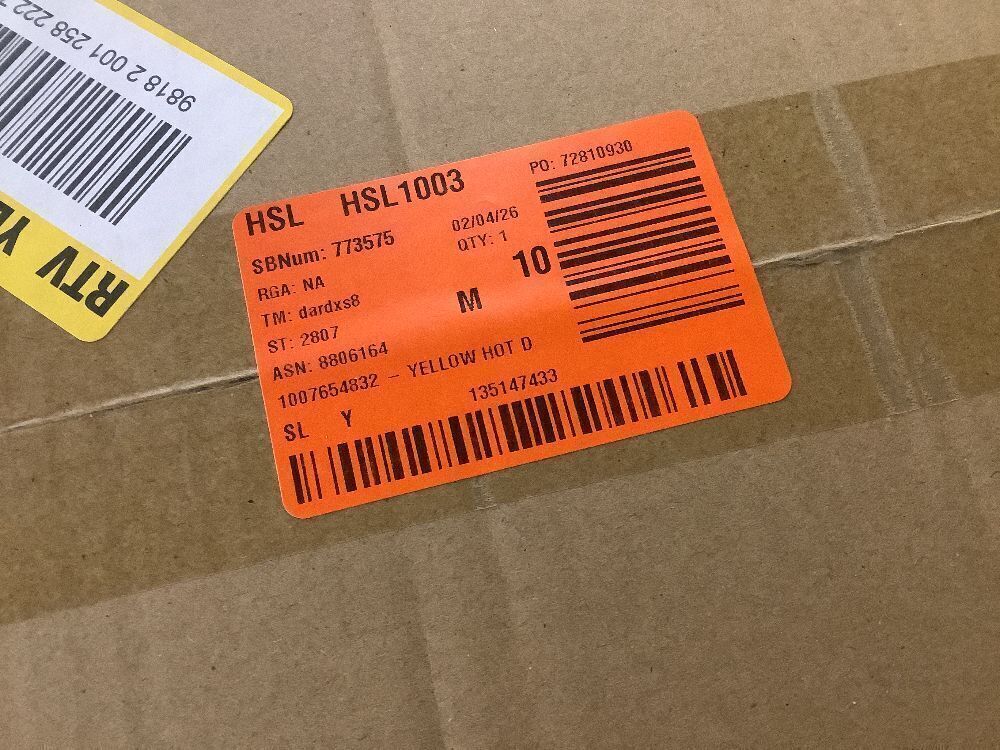 9818 2 001 258 222
RTV
HSL HSL1003
PO: 72810930
SBNum: 773575
02/04/26
RGA: NA
QTY: 1
TM: dardxs8
M
10
ST: 2807
ASN: 8806164
1007654832 - YELLOW HOT D
SL Y
135147433